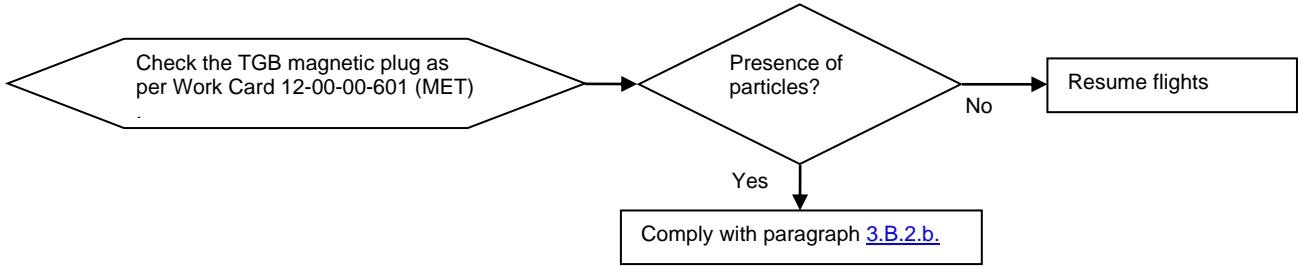 Check the TGB magnetic plug as
per Work Card 12-00-00-601 (MET)
.
Presence of
particles?
No
Resume flights
Yes
Comply with paragraph 3.B.2.b.